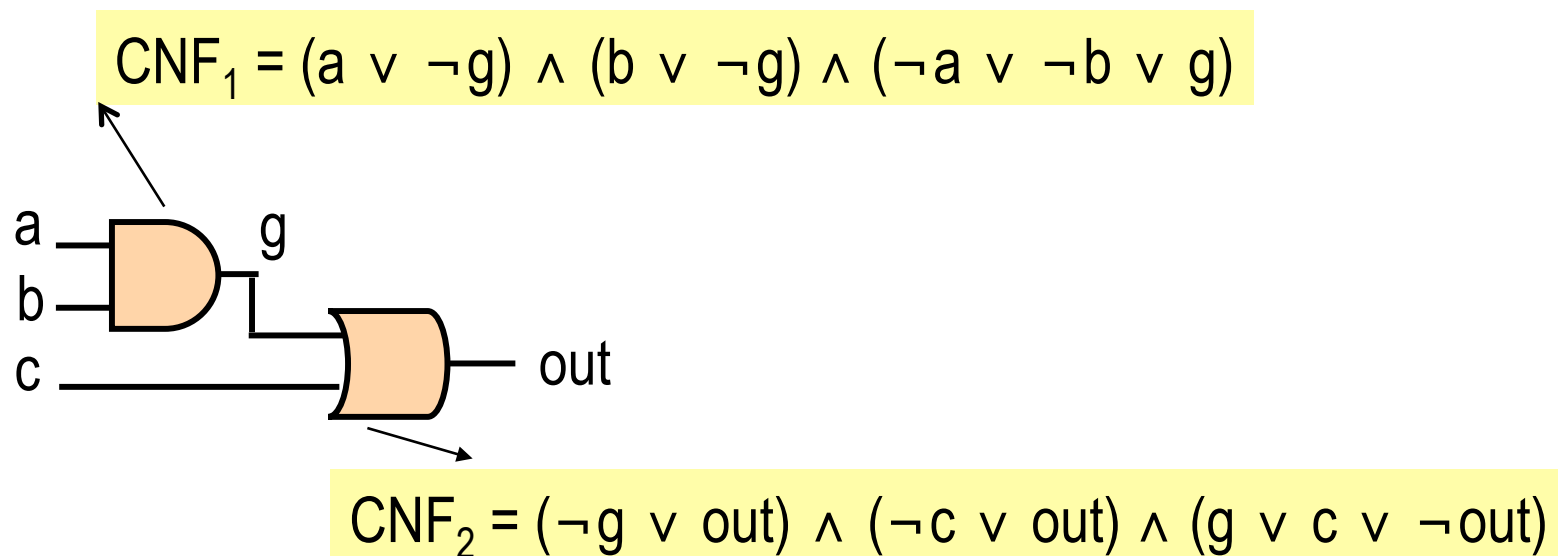 CNF₁ = (a ∨ ¬g) ∧ (b ∨ ¬g) ∧ (¬a ∨ ¬b ∨ g)
a
g
b
c
out
CNF₂ = (¬g ∨ out) ∧ (¬c ∨ out) ∧ (g ∨ c ∨ ¬out)